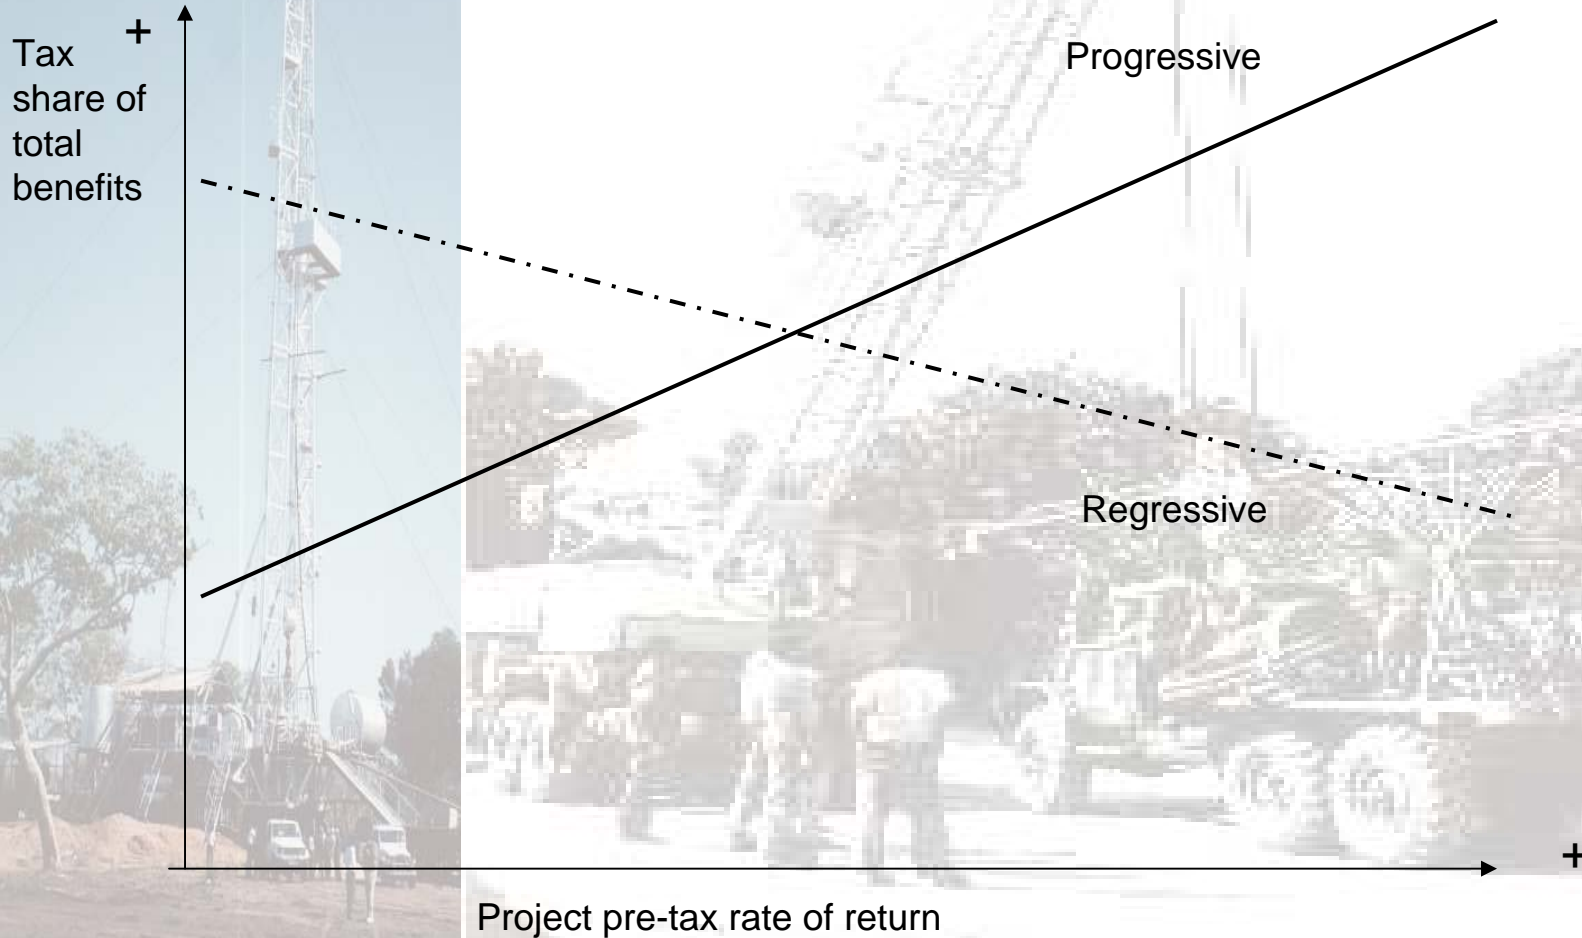 +
Tax
share of
total
benefits
Progressive
Regressive
+
Project pre-tax rate of return